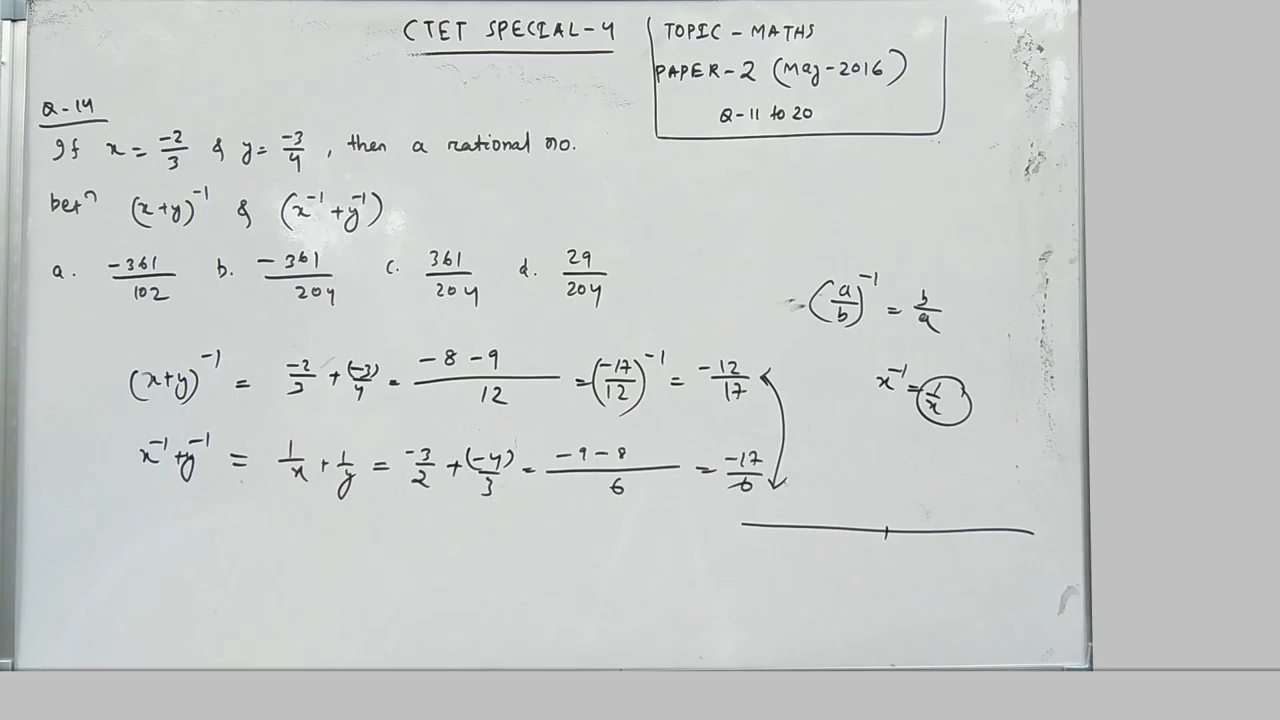 CTET SPECIAL-4
TOPIC - MATHS
PAPER-2 (May-2016)
Q-11 to 20
Q-14
If x = -2/3 & y = -3/4, then a rational no.
betⁿ (x+y)⁻¹ & (x⁻¹+y⁻¹)
a. -361/102 b. -361/204 c. 361/204 d. 29/204
(a/b)⁻¹ = b/a
(x+y)⁻¹ = -2/3 + (-3)/4 = -8-9/12 = (-17/12)⁻¹ = -12/17
x⁻¹ = 1/x
x⁻¹+y⁻¹ = 1/x + 1/y = -3/2 + (-4)/3 = -9-8/6 = -17/6